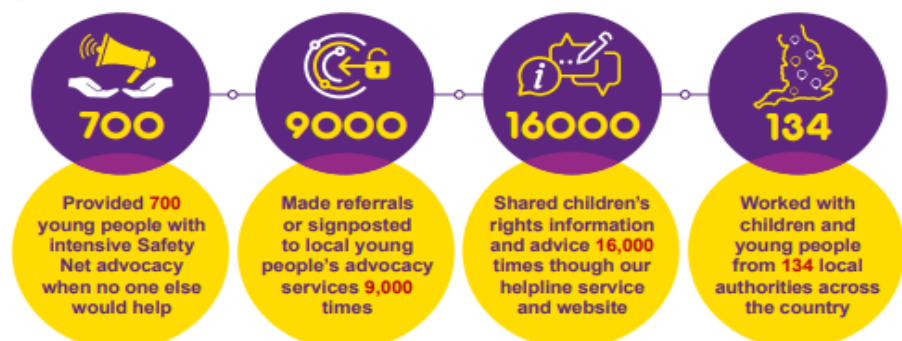 700
9000
16000
134
Provided 700
young people with
intensive Safety
Net advocacy
when no one else
would help
Made referrals
or signposted
to local young
people's advocacy
services 9,000
times
Shared children's
rights information
and advice 16,000
times though our
helpline service
and website
Worked with
children and
young people
from 134 local
authorities across
the country